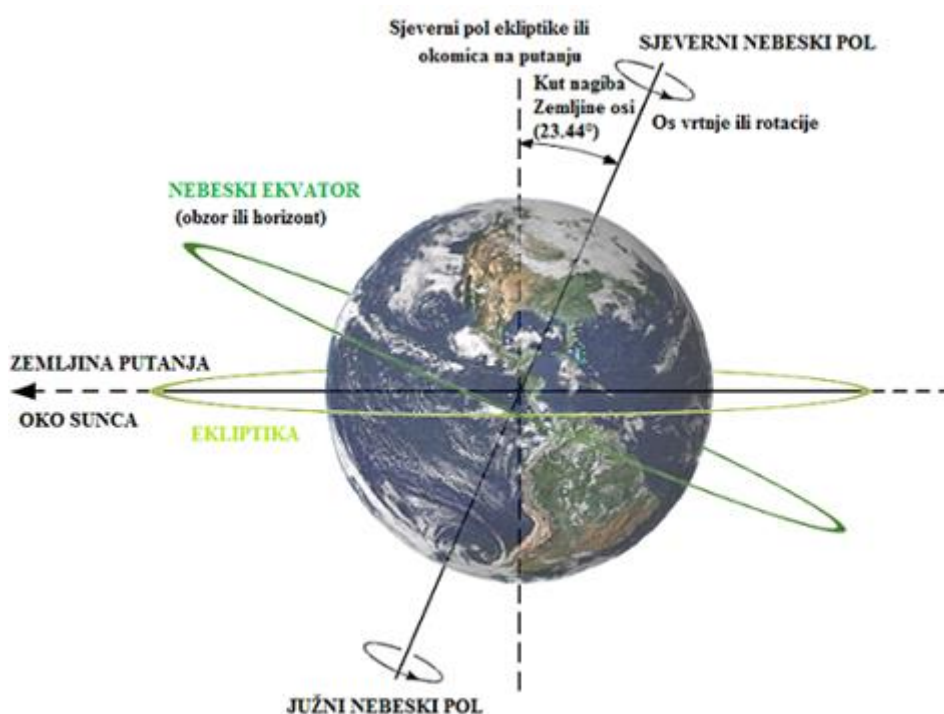 Sjeverni pol ekliptike ili
okomica na putanju
SJEVERNI NEBESKI POL
Kut nagiba
Zemljine osi
(23.44°)
Os vrtnje ili rotacije
NEBESKI EKVATOR
(obzor ili horizont)
ZEMLJINA PUTANJA
OKO SUNCA
EKLIPTIKA
JUŽNI NEBESKI POL